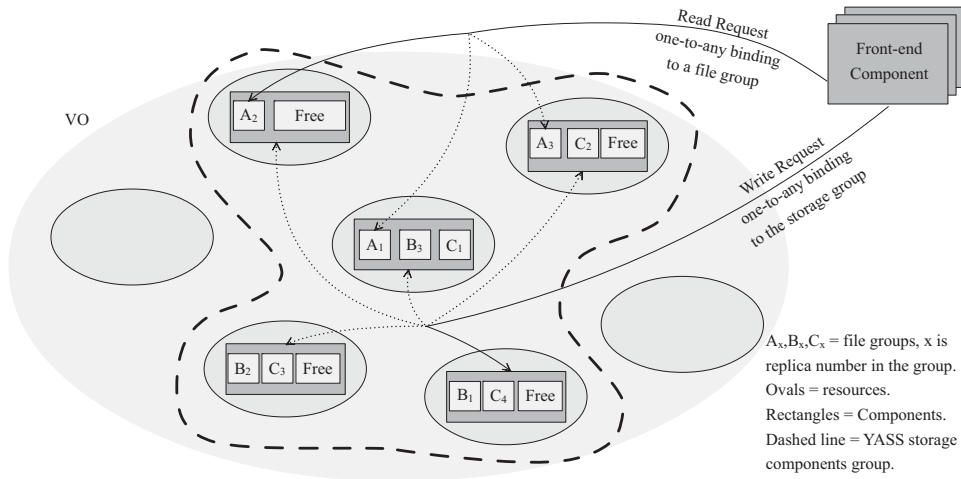 Read Request
one-to-any binding
to a file group
Front-end
Component
VO
A₂ Free
A₃ C₂ Free
Write Request
one-to-any binding
to the storage group
A₁ B₃ C₁
B₂ C₃ Free
B₁ C₄ Free
Aₓ,Bₓ,Cₓ = file groups, x is
replica number in the group.
Ovals = resources.
Rectangles = Components.
Dashed line = YASS storage
components group.